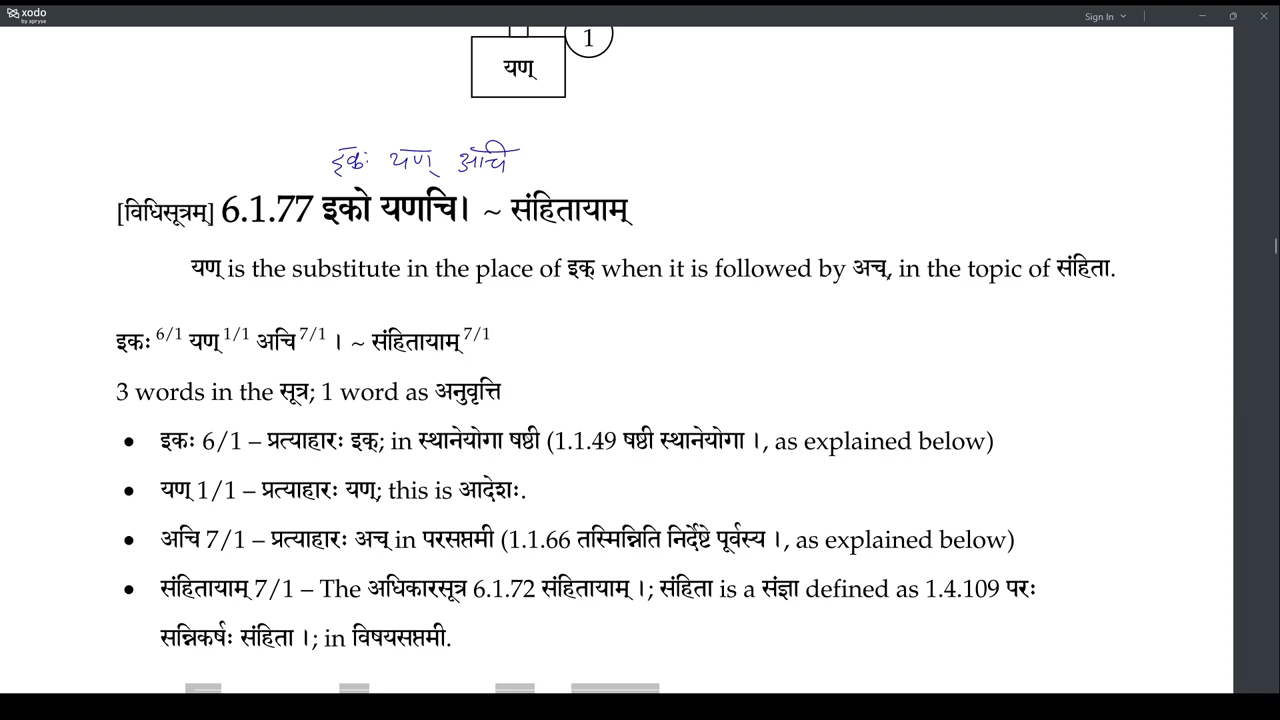 xodo
by apryse
Sign In
1
यण्
इकः यण् अचि
[विधिसूत्रम्] 6.1.77 इको यणचि। ~ संहितायाम्
यण् is the substitute in the place of इक् when it is followed by अच्, in the topic of संहिता.
इकः 6/1 यण् 1/1 अचि 7/1 । ~ संहितायाम् 7/1
3 words in the सूत्र; 1 word as अनुवृत्ति
• इकः 6/1 – प्रत्याहारः इक्; in स्थानेयोगा षष्ठी (1.1.49 षष्ठी स्थानेयोगा ।, as explained below)
• यण् 1/1 – प्रत्याहारः यण्; this is आदेशः.
• अचि 7/1 – प्रत्याहारः अच् in परसप्तमी (1.1.66 तस्मिन्निति निर्देष्टे पूर्वस्य ।, as explained below)
• संहितायाम् 7/1 – The अधिकारसूत्र 6.1.72 संहितायाम् ।; संहिता is a संज्ञा defined as 1.4.109 परः
सन्निकर्षः संहिता ।; in विषयसप्तमी.